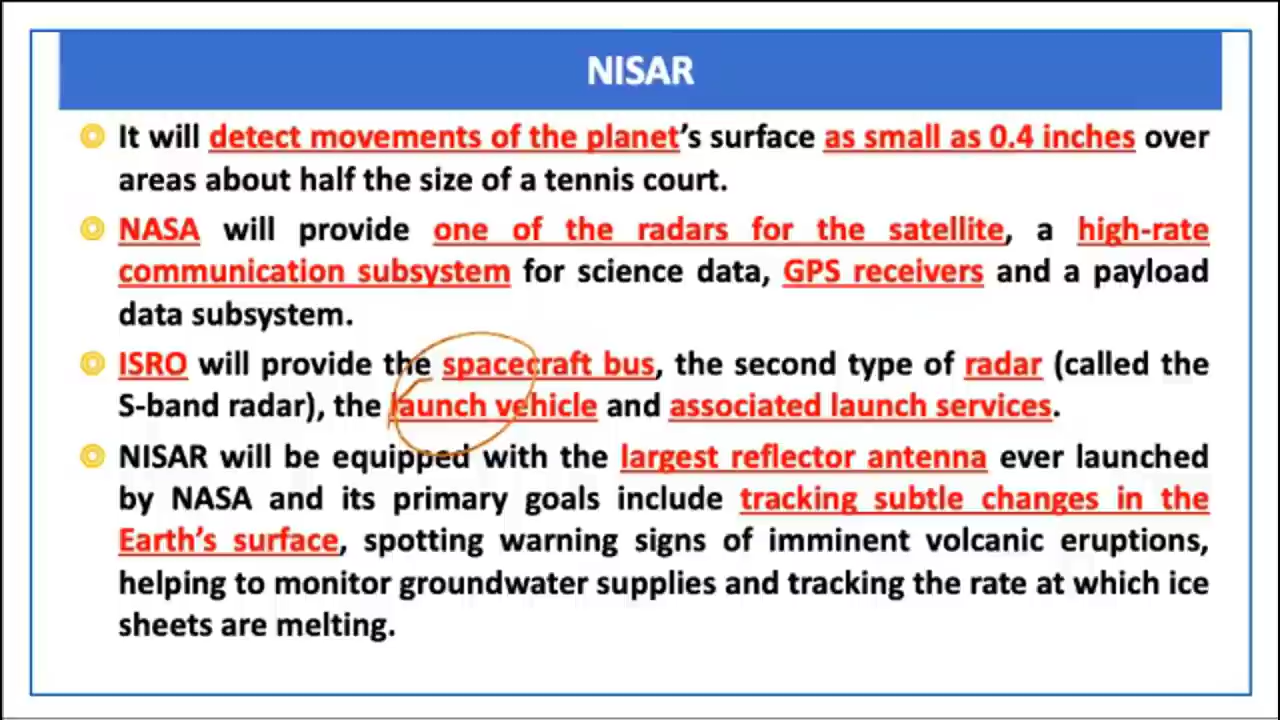 NISAR
It will detect movements of the planet’s surface as small as 0.4 inches over
areas about half the size of a tennis court.
NASA will provide one of the radars for the satellite, a high-rate
communication subsystem for science data, GPS receivers and a payload
data subsystem.
ISRO will provide the spacecraft bus, the second type of radar (called the
S-band radar), the launch vehicle and associated launch services.
NISAR will be equipped with the largest reflector antenna ever launched
by NASA and its primary goals include tracking subtle changes in the
Earth’s surface, spotting warning signs of imminent volcanic eruptions,
helping to monitor groundwater supplies and tracking the rate at which ice
sheets are melting.